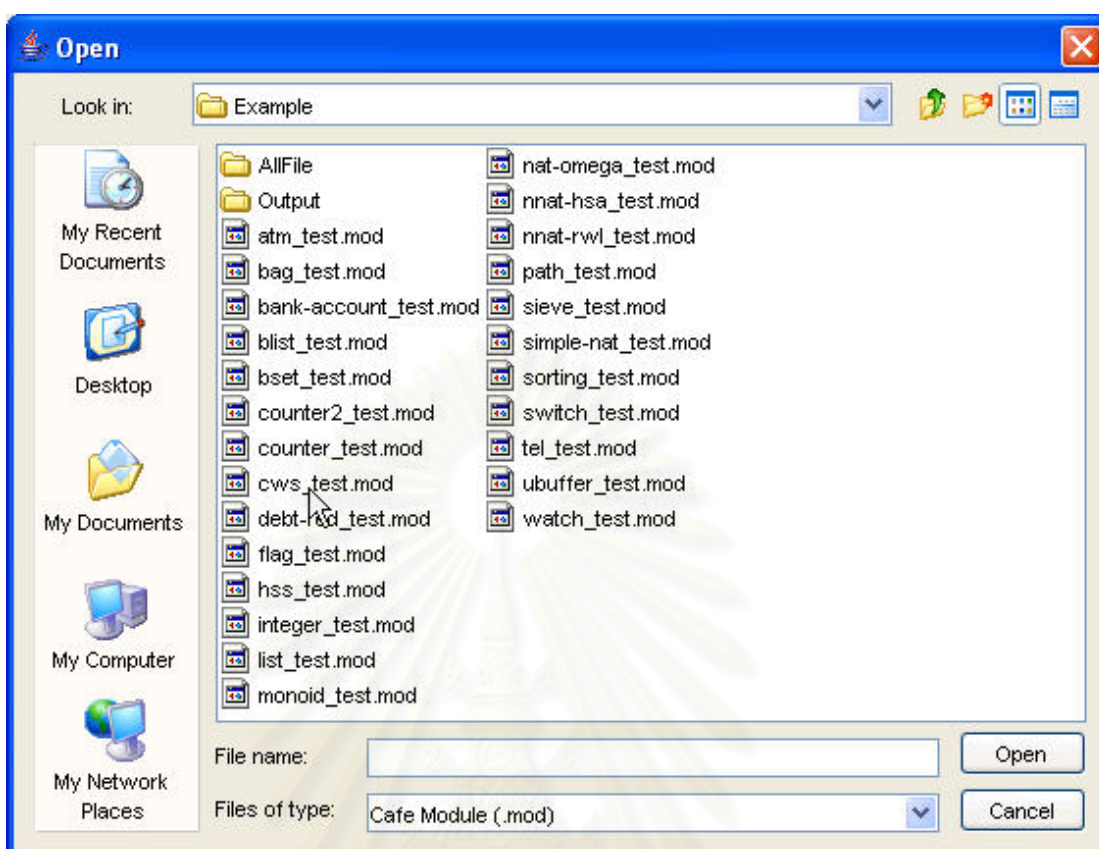 Open
Look in:
Example
My Recent
Documents
Desktop
My Documents
My Computer
My Network
Places
AllFile
Output
atm_test.mod
bag_test.mod
bank-account_test.mod
blist_test.mod
bset_test.mod
counter2_test.mod
counter_test.mod
cws_test.mod
_test.mod
flag_test.mod
hss_test.mod
integer_test.mod
list_test.mod
monoid_test.mod
nat-omega_test.mod
nnat-hsa_test.mod
nnat-rwl_test.mod
path_test.mod
sieve_test.mod
simple-nat_test.mod
sorting_test.mod
switch_test.mod
tel_test.mod
ubuffer_test.mod
watch_test.mod
File name:
Open
Files of type:
Cafe Module (.mod)
Cancel